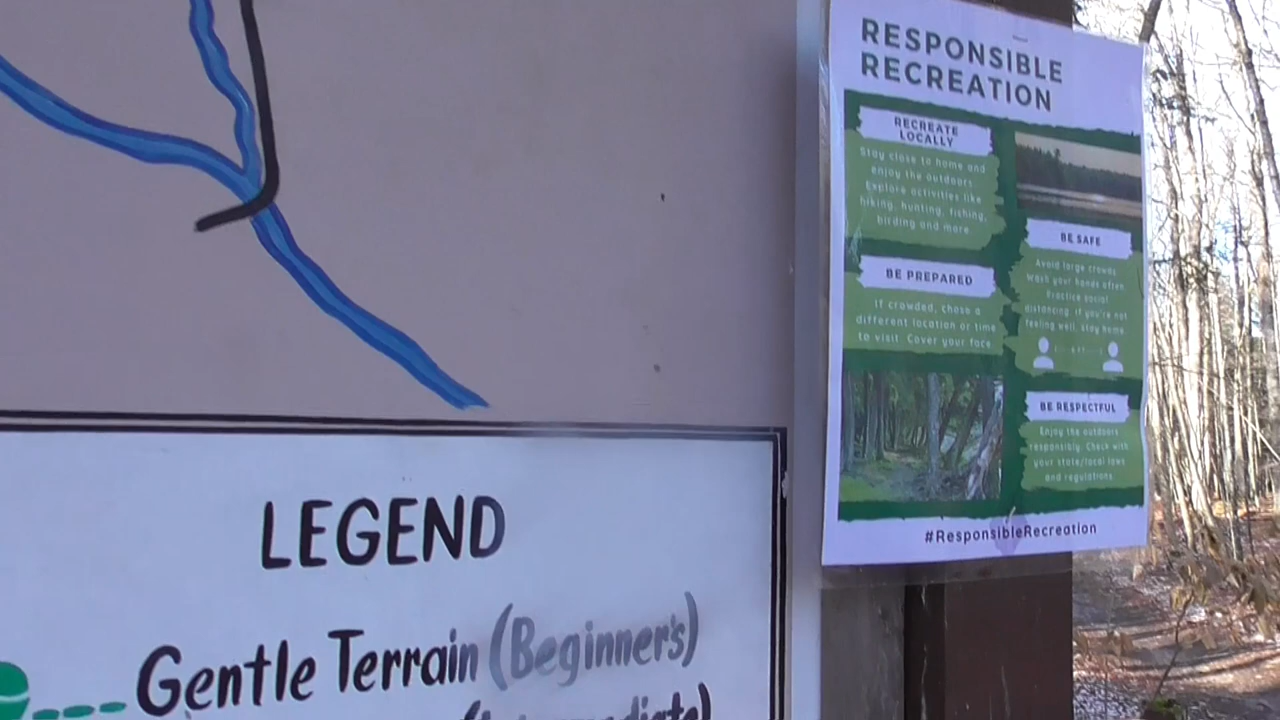 RESPONSIBLE
RECREATION
RECREATE
LOCALLY
Stay close to home and
enjoy the outdoors.
Explore activities like
hiking, hunting, fishing,
birding and more
BE PREPARED
If crowded, chose a
different location or time
to visit. Cover your face
BE SAFE
Avoid large crowds.
Wash your hands often.
Practice social
distancing. If you're not
feeling well, stay home
BE RESPECTFUL
Enjoy the outdoors
responsibly. Check with
your state/local laws
and regulations.
#ResponsibleRecreation
LEGEND
Gentle Terrain (Beginner's)
(Intermediate)